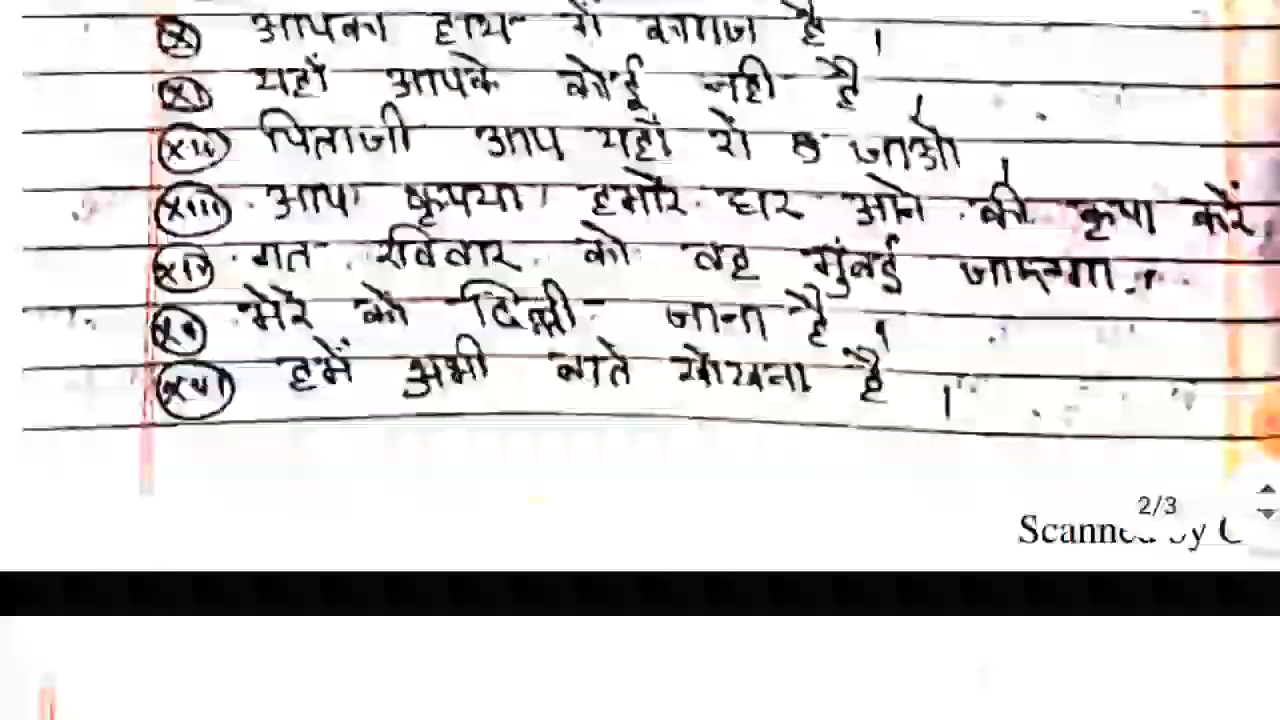 (x) आपका हाथ में कागज है ।
(xi) यहाँ आपके कोई नही है ।
(xii) पिताजी आप यहाँ से जाओ ।
(xiii) आप कृपया हमारे घर आने की कृपा करें
(xiv) गत रविवार को वह मुंबई जाएगा ।
(xv) मेरे को दिल्ली जाना है ।
(xvi) हमें अभी बाते सोचना है ।
2/3
Scanned by C